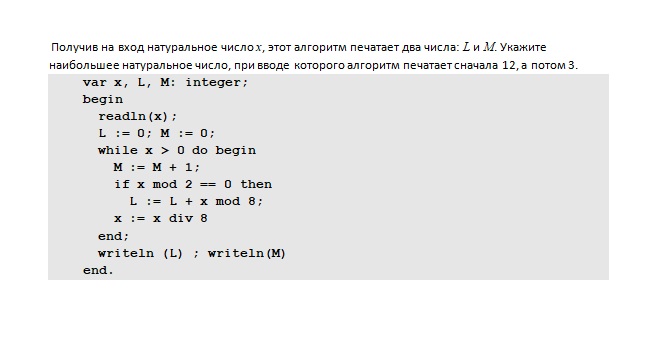 Получив на вход натуральное число x, этот алгоритм печатает два числа: L и M. Укажите
наибольшее натуральное число, при вводе которого алгоритм печатает сначала 12, а потом 3.
var x, L, M: integer;
begin
readln(x);
L := 0; M := 0;
while x > 0 do begin
M := M + 1;
if x mod 2 == 0 then
L := L + x mod 8;
x := x div 8
end;
writeln (L) ; writeln(M)
end.